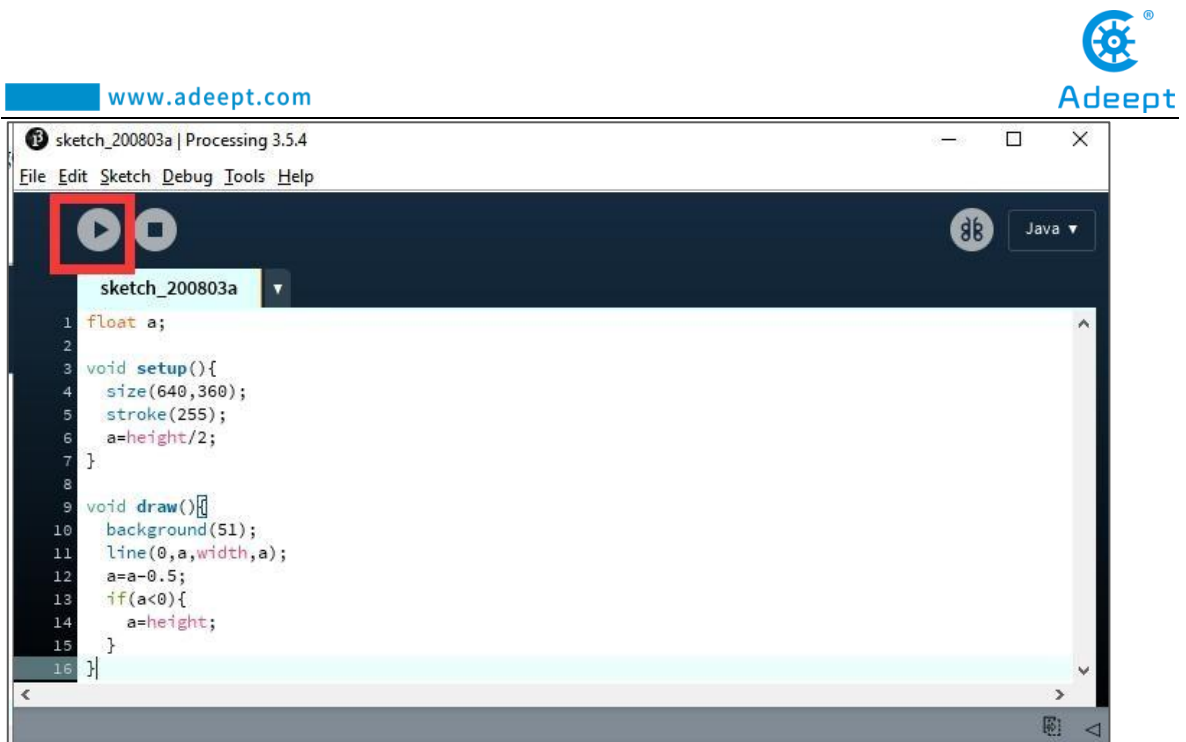 ®
Adeept
www.adeept.com
sketch_200803a | Processing 3.5.4
File Edit Sketch Debug Tools Help
Java ▼
sketch_200803a ▼
1 float a;
2
3 void setup(){
4   size(640,360);
5   stroke(255);
6   a=height/2;
7 }
8
9 void draw(){
10   background(51);
11   line(0,a,width,a);
12   a=a-0.5;
13   if(a<0){
14     a=height;
15   }
16 }